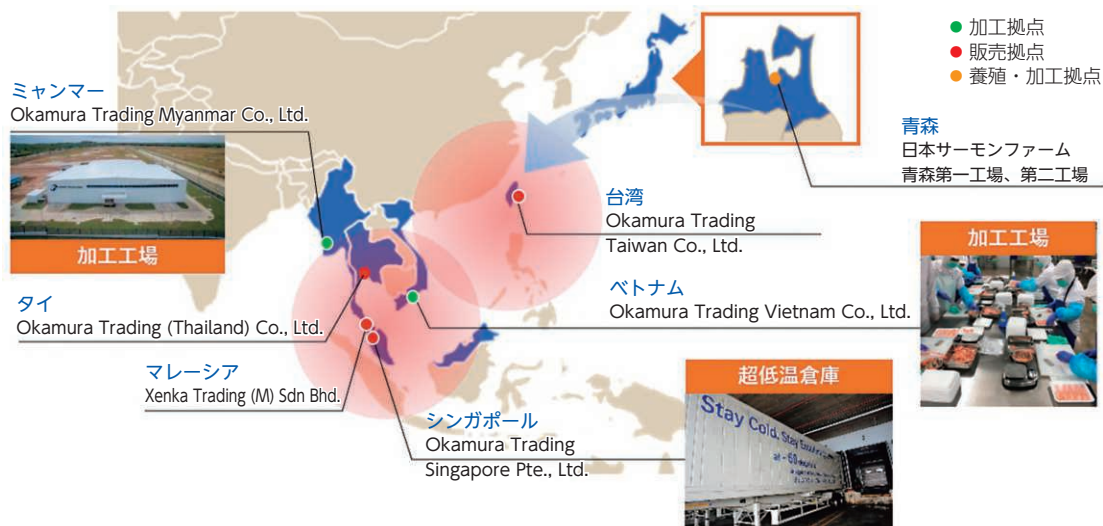 加工拠点
販売拠点
養殖・加工拠点
ミャンマー
Okamura Trading Myanmar Co., Ltd.
加工工場
青森
日本サーモンファーム
青森第一工場、第二工場
台湾
Okamura Trading
Taiwan Co., Ltd.
加工工場
タイ
Okamura Trading (Thailand) Co., Ltd.
ベトナム
Okamura Trading Vietnam Co., Ltd.
マレーシア
Xenka Trading (M) Sdn Bhd.
シンガポール
Okamura Trading
Singapore Pte., Ltd.
超低温倉庫
Stay Cold. Stay
at -60